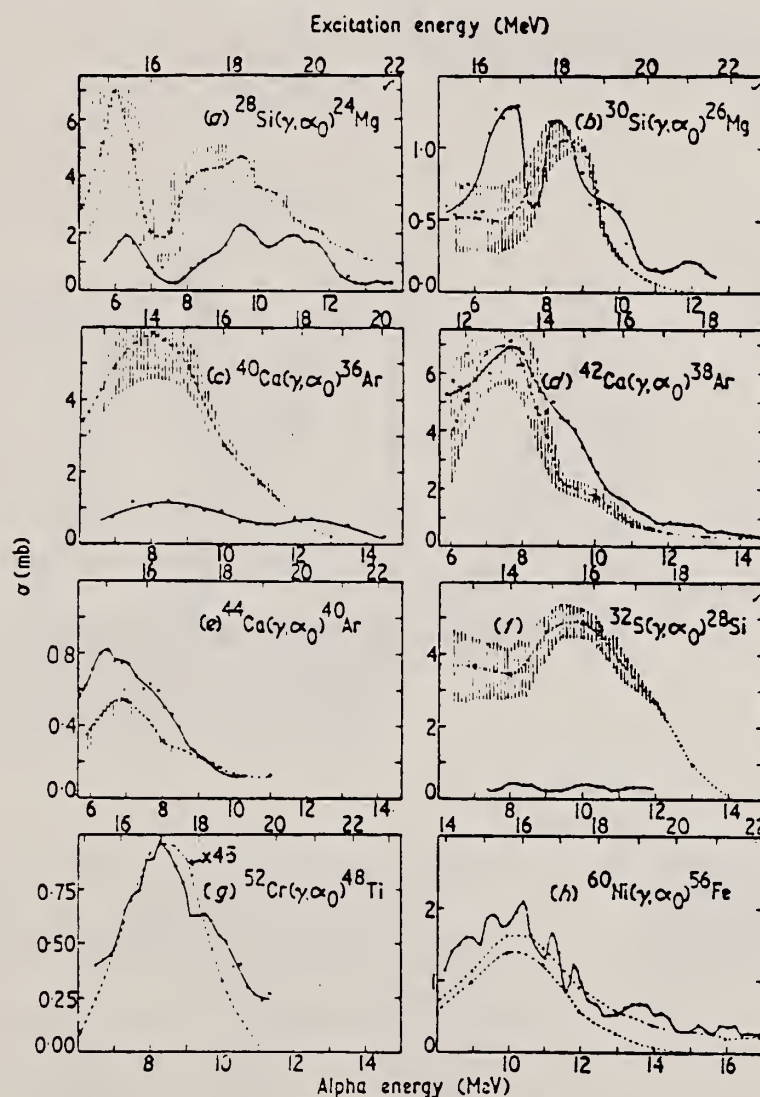 Excitation energy (MeV)
16 18 20 22
16 18 20 22
(a) ²⁸Si(γ,α₀)²⁴Mg
(b) ³⁰Si(γ,α₀)²⁶Mg
6
4
2
0
1·0
0·5
0·0
6 8 10 12
6 8 10 12
14 16 18 20
12 14 16 18
(c) ⁴⁰Ca(γ,α₀)³⁶Ar
(d) ⁴²Ca(γ,α₀)³⁸Ar
4
2
0
6
4
2
0
8 10 12 14
6 8 10 12 14
16 18 20 22
14 16 18
(e) ⁴⁴Ca(γ,α₀)⁴⁰Ar
(f) ³²S(γ,α₀)²⁸Si
0·8
0·4
0·0
4
2
0
6 8 10 12 14
8 10 12 14
16 18 20 22
14 16 18 20 22
×45
(g) ⁵²Cr(γ,α₀)⁴⁸Ti
(h) ⁶⁰Ni(γ,α₀)⁵⁶Fe
0·75
0·50
0·25
0·00
2
1
0
8 10 12 14
10 12 14 16
σ (mb)
Alpha energy (MeV)